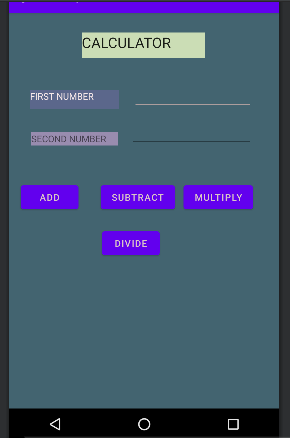 CALCULATOR
FIRST NUMBER
SECOND NUMBER
ADD SUBTRACT MULTIPLY
DIVIDE